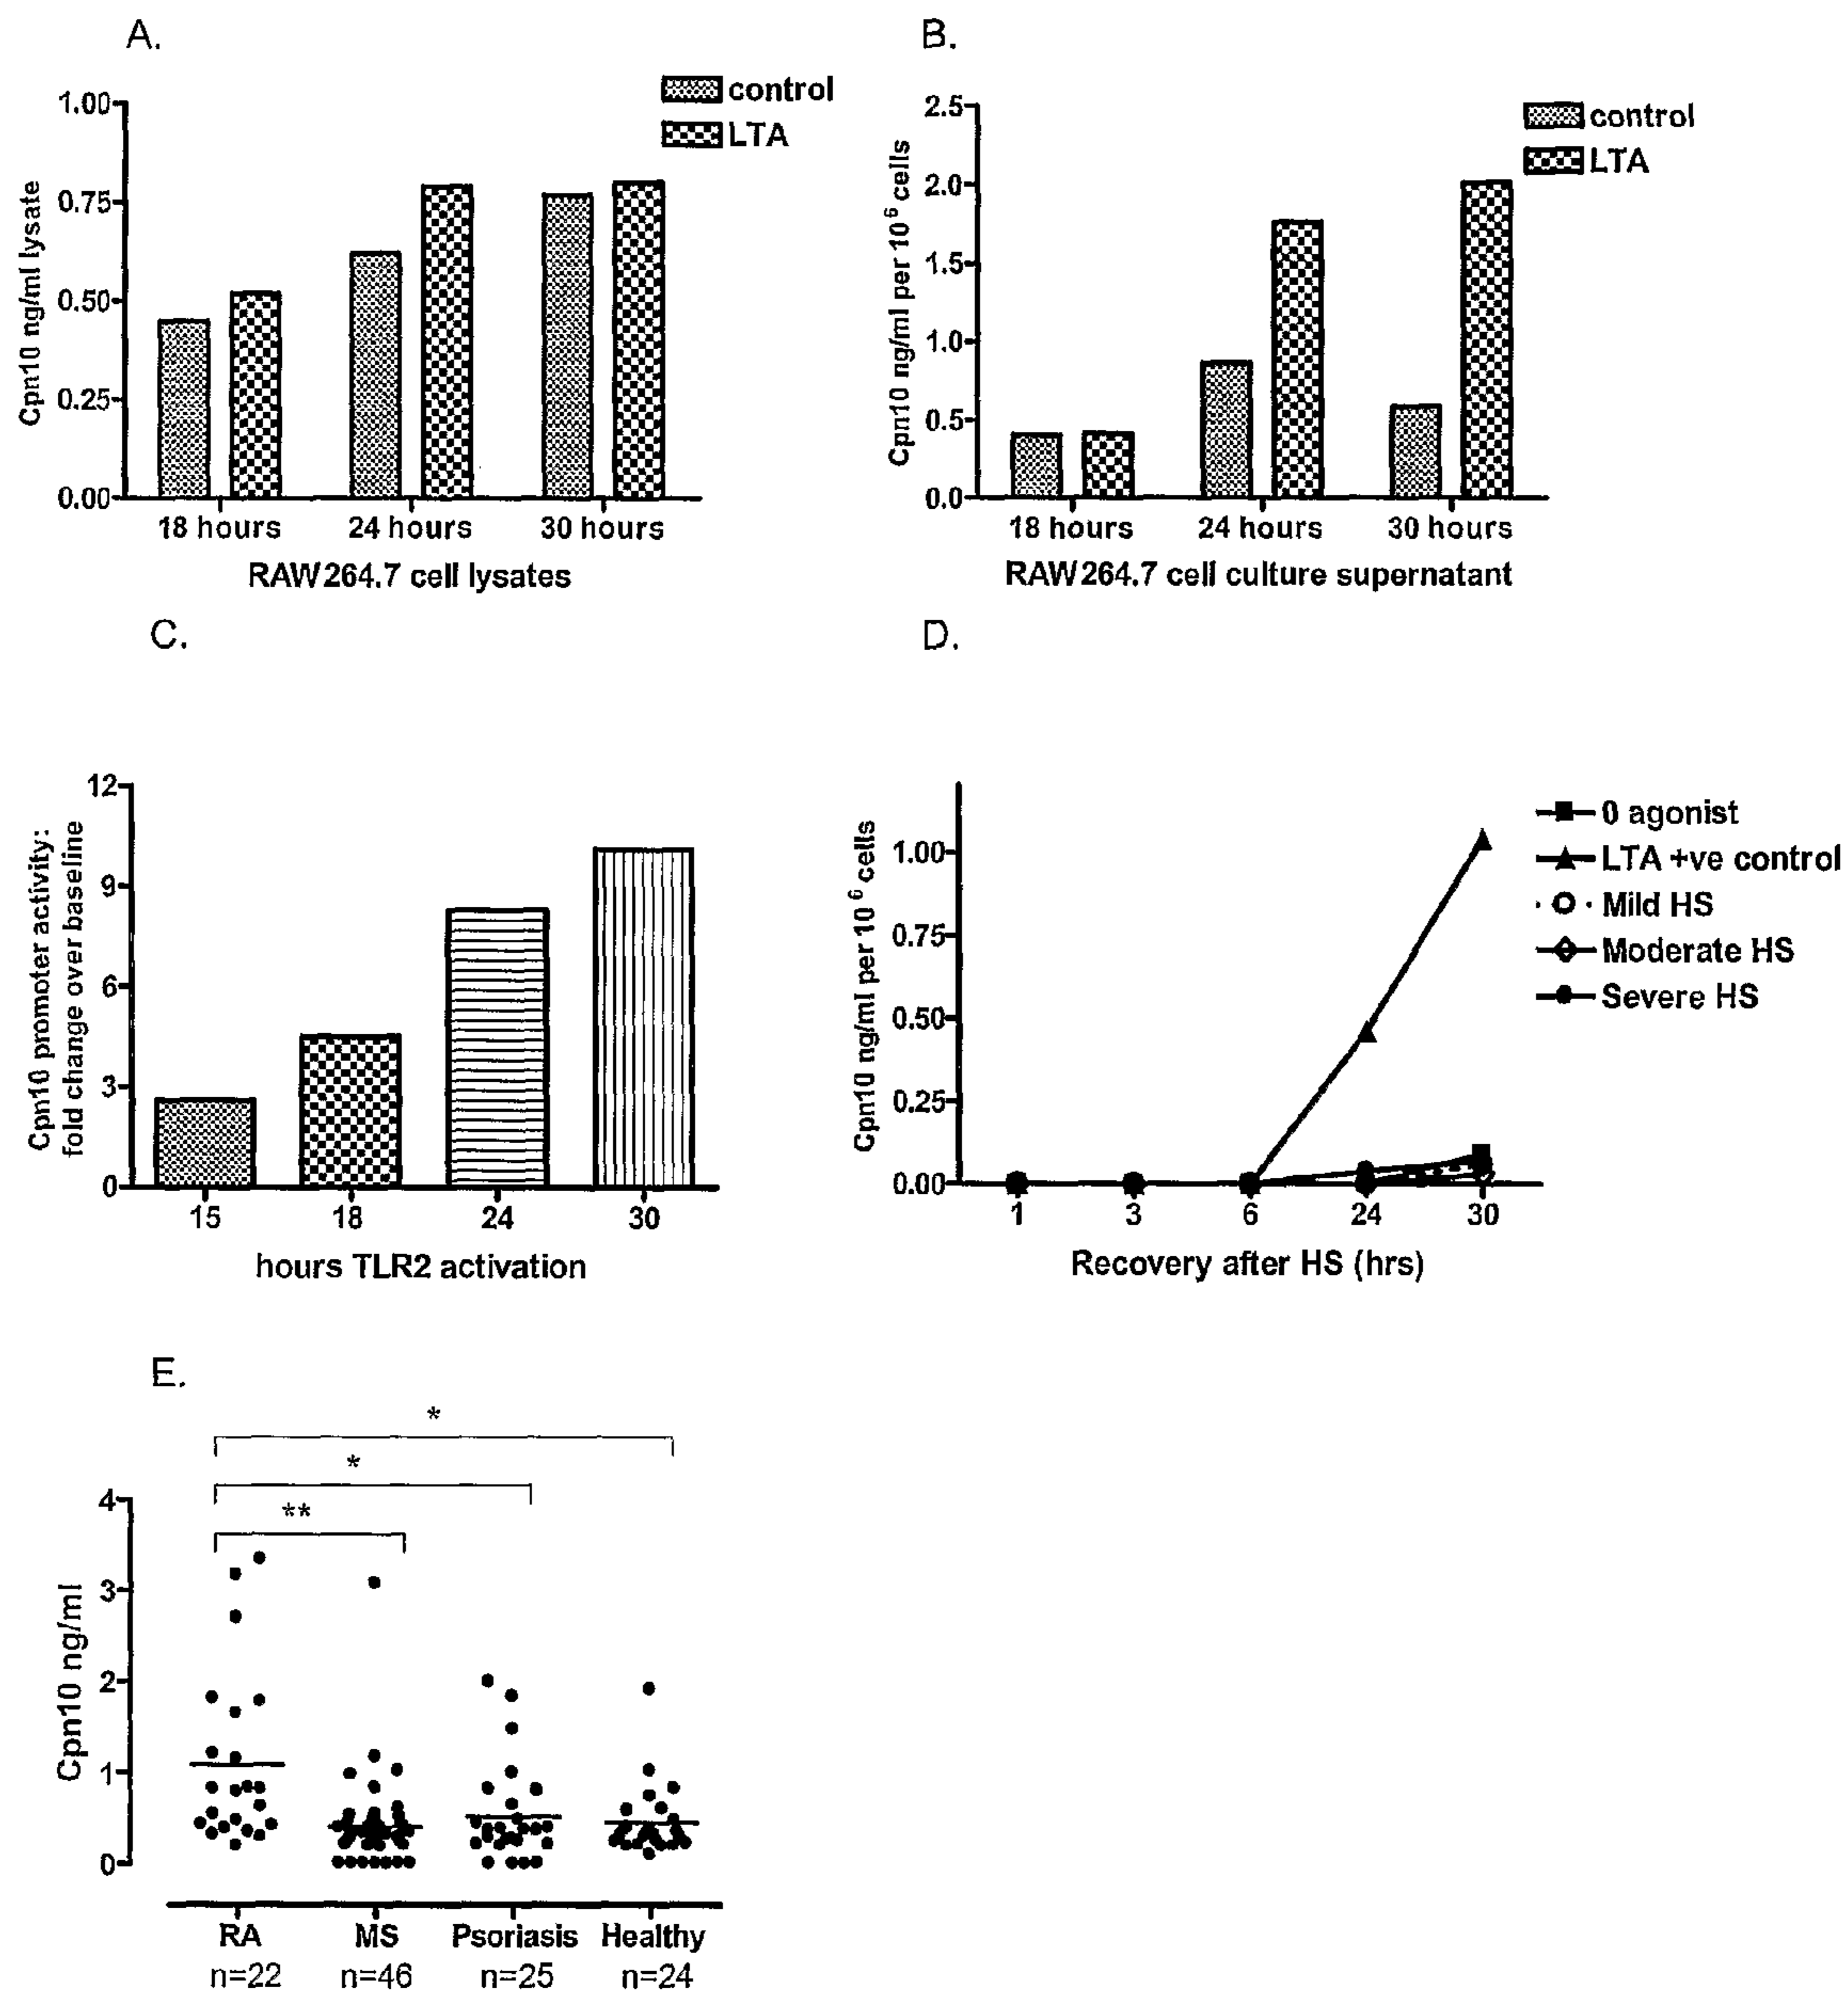 A.
control
LTA
Cpn10 ng/ml lysate
1.00
0.75
0.50
0.25
0.00
18 hours 24 hours 30 hours
RAW264.7 cell lysates
B.
control
LTA
Cpn10 ng/ml per 10⁶ cells
2.5
2.0
1.5
1.0
0.5
0.0
18 hours 24 hours 30 hours
RAW264.7 cell culture supernatant
C.
Cpn10 promoter activity:
fold change over baseline
12
9
6
3
0
15 18 24 30
hours TLR2 activation
D.
0 agonist
LTA +ve control
Mild HS
Moderate HS
Severe HS
Cpn10 ng/ml per 10⁶ cells
1.00
0.75
0.50
0.25
0.00
1 3 6 24 30
Recovery after HS (hrs)
E.
*
*
**
Cpn10 ng/ml
4
3
2
1
0
RA MS Psoriasis Healthy
n=22 n=46 n=25 n=24